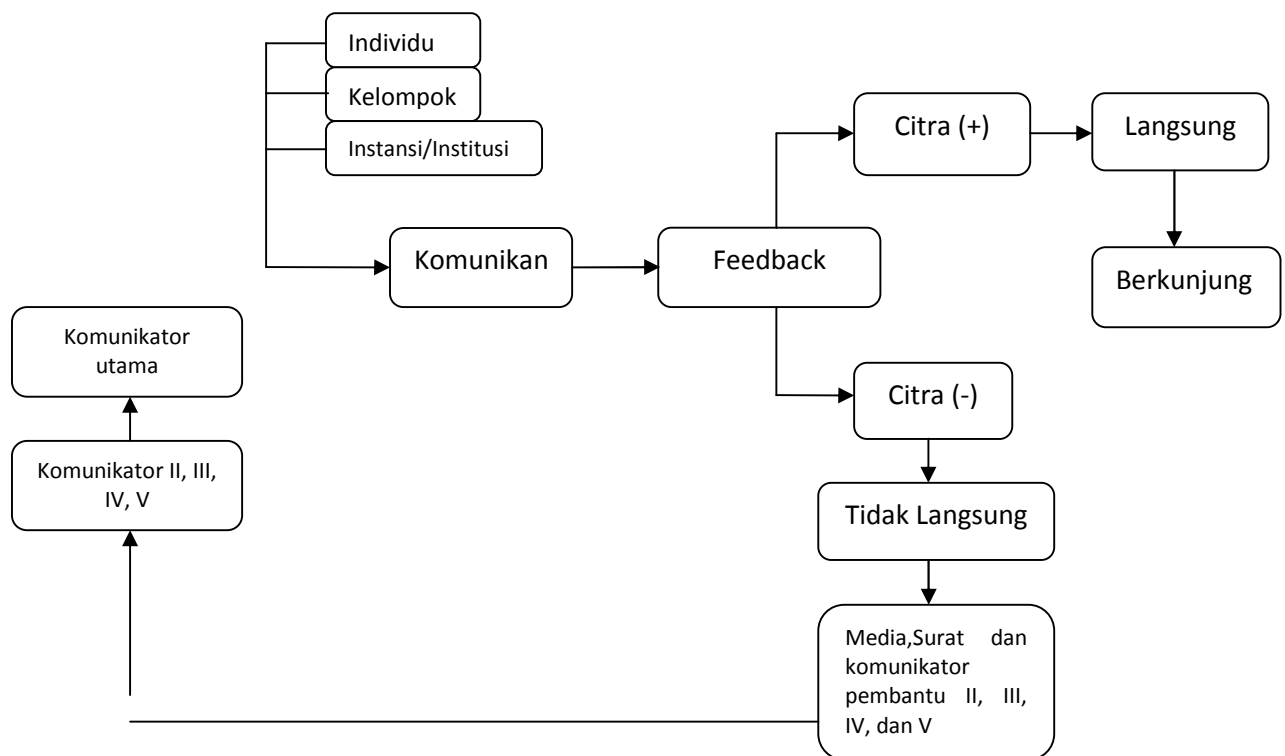 Individu
Kelompok
Instansi/Institusi
Citra (+)
Langsung
Komunikan
Feedback
Berkunjung
Komunikator
utama
Citra (-)
Komunikator II, III,
IV, V
Tidak Langsung
Media,Surat dan
komunikator
pembantu II, III,
IV, dan V